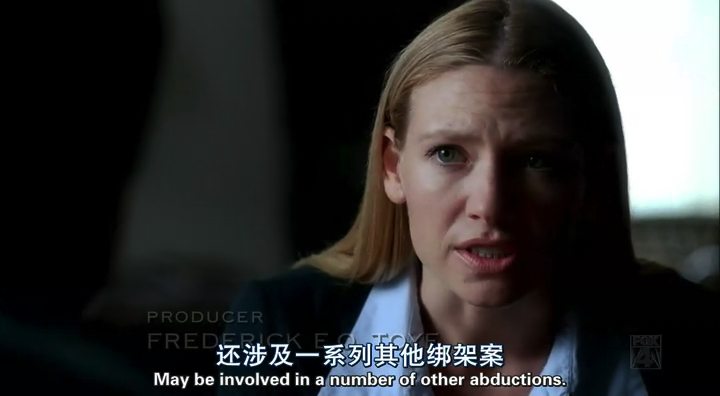 PRODUCER
FREDERICK E.O. TOYE
还涉及一系列其他绑架案
May be involved in a number of other abductions.
FOX